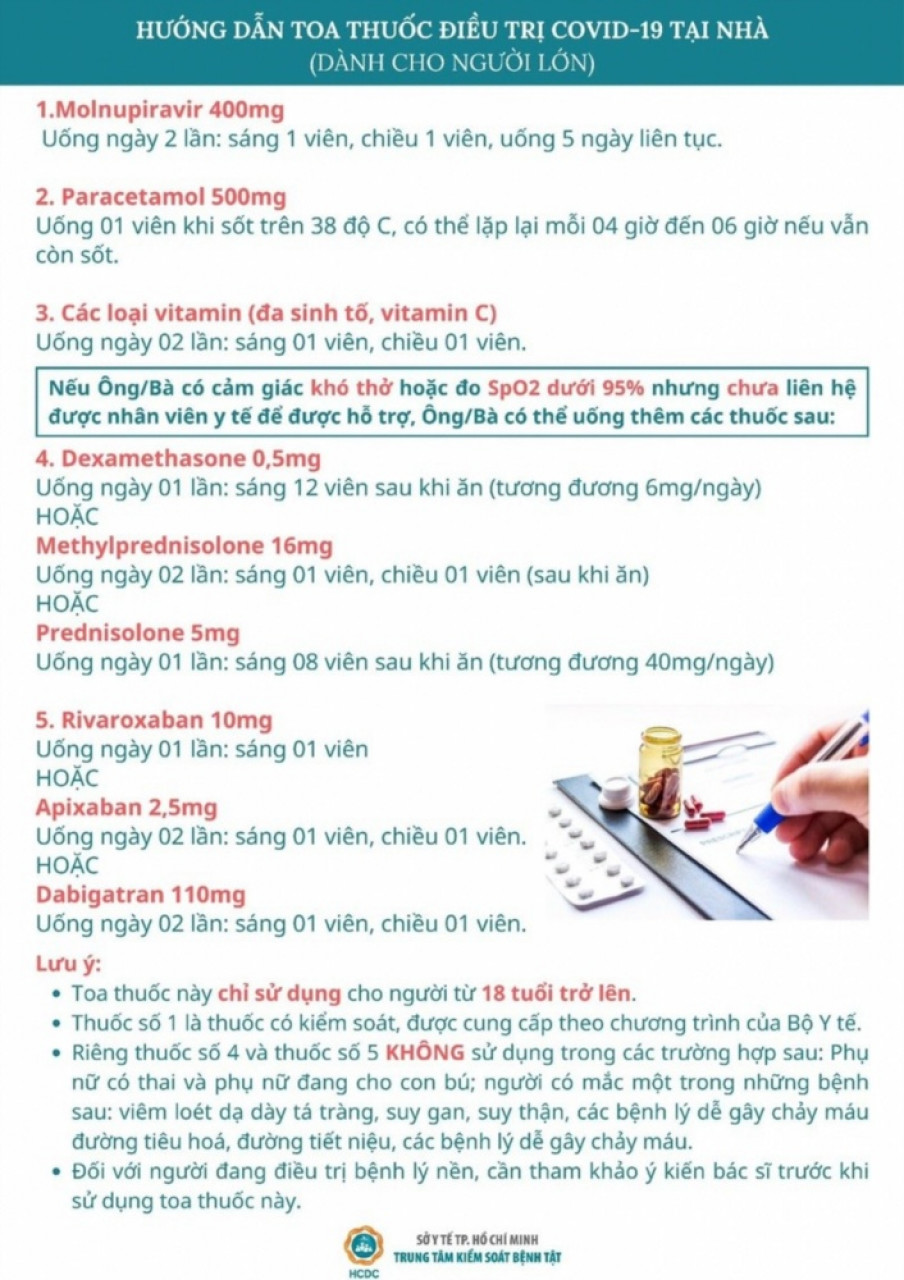 HƯỚNG DẪN TOA THUỐC ĐIỀU TRỊ COVID-19 TẠI NHÀ
(DÀNH CHO NGƯỜI LỚN)
1.Molnupiravir 400mg
Uống ngày 2 lần: sáng 1 viên, chiều 1 viên, uống 5 ngày liên tục.
2. Paracetamol 500mg
Uống 01 viên khi sốt trên 38 độ C, có thể lặp lại mỗi 04 giờ đến 06 giờ nếu vẫn
còn sốt.
3. Các loại vitamin (đa sinh tố, vitamin C)
Uống ngày 02 lần: sáng 01 viên, chiều 01 viên.
Nếu Ông/Bà có cảm giác khó thở hoặc đo SpO2 dưới 95% nhưng chưa liên hệ
được nhân viên y tế để được hỗ trợ, Ông/Bà có thể uống thêm các thuốc sau:
4. Dexamethasone 0,5mg
Uống ngày 01 lần: sáng 12 viên sau khi ăn (tương đương 6mg/ngày)
HOẶC
Methylprednisolone 16mg
Uống ngày 02 lần: sáng 01 viên, chiều 01 viên (sau khi ăn)
HOẶC
Prednisolone 5mg
Uống ngày 01 lần: sáng 08 viên sau khi ăn (tương đương 40mg/ngày)
5. Rivaroxaban 10mg
Uống ngày 01 lần: sáng 01 viên
HOẶC
Apixaban 2,5mg
Uống ngày 02 lần: sáng 01 viên, chiều 01 viên.
HOẶC
Dabigatran 110mg
Uống ngày 02 lần: sáng 01 viên, chiều 01 viên.
Lưu ý:
• Toa thuốc này chỉ sử dụng cho người từ 18 tuổi trở lên.
• Thuốc số 1 là thuốc có kiểm soát, được cung cấp theo chương trình của Bộ Y tế.
• Riêng thuốc số 4 và thuốc số 5 KHÔNG sử dụng trong các trường hợp sau: Phụ
nữ có thai và phụ nữ đang cho con bú; người có mắc một trong những bệnh
sau: viêm loét dạ dày tá tràng, suy gan, suy thận, các bệnh lý dễ gây chảy máu
đường tiêu hoá, đường tiết niệu, các bệnh lý dễ gây chảy máu.
• Đối với người đang điều trị bệnh lý nền, cần tham khảo ý kiến bác sĩ trước khi
sử dụng toa thuốc này.
SỞ Y TẾ TP. HỒ CHÍ MINH
TRUNG TÂM KIỂM SOÁT BỆNH TẬT
HCDC